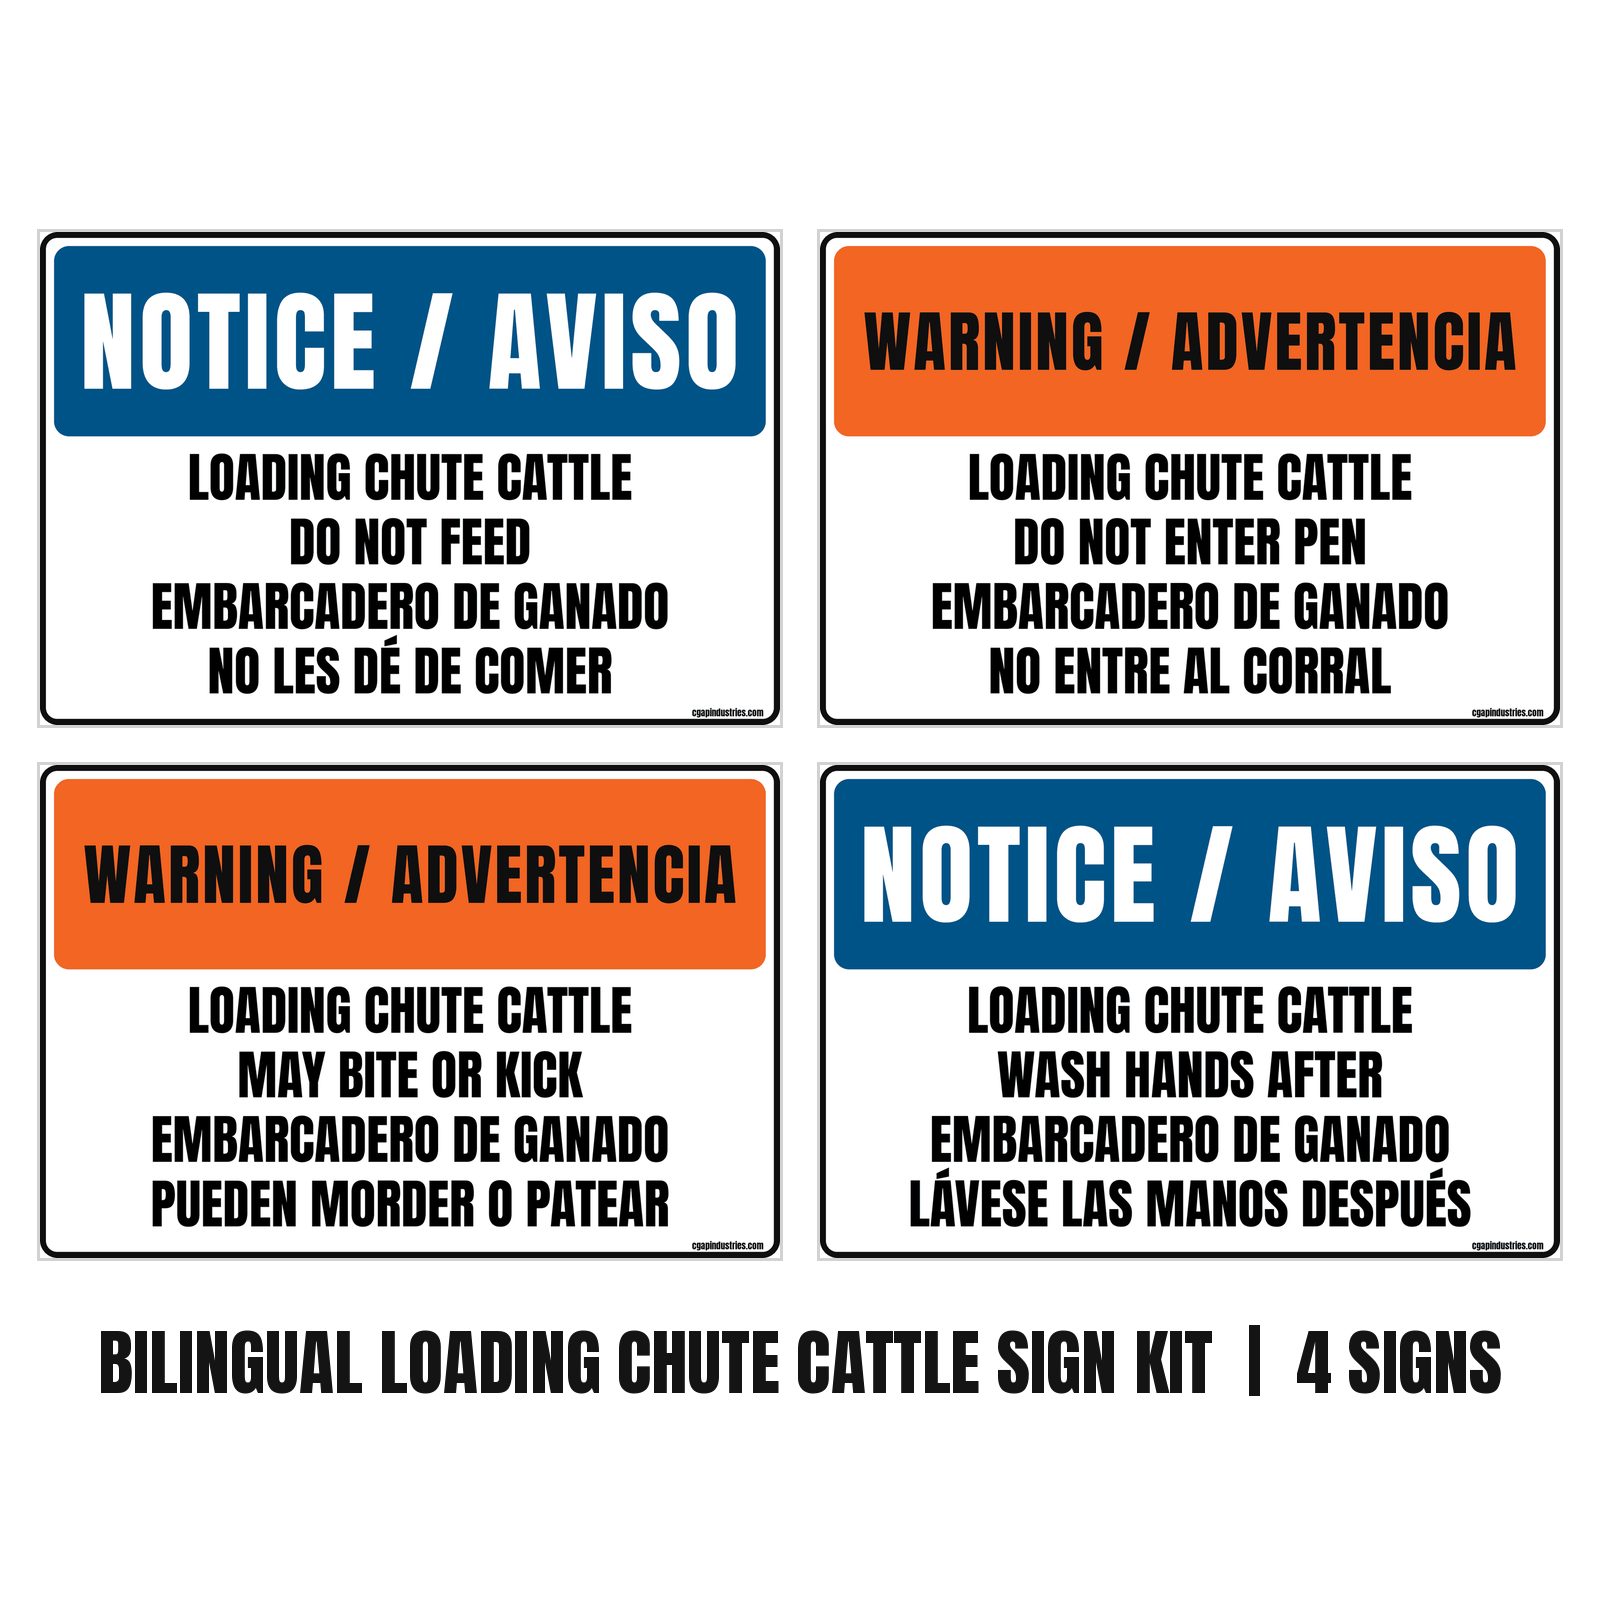 NOTICE / AVISO
LOADING CHUTE CATTLE
DO NOT FEED
EMBARCADERO DE GANADO
NO LES DÉ DE COMER
cgapindustries.com
WARNING / ADVERTENCIA
LOADING CHUTE CATTLE
DO NOT ENTER PEN
EMBARCADERO DE GANADO
NO ENTRE AL CORRAL
cgapindustries.com
WARNING / ADVERTENCIA
LOADING CHUTE CATTLE
MAY BITE OR KICK
EMBARCADERO DE GANADO
PUEDEN MORDER O PATEAR
cgapindustries.com
NOTICE / AVISO
LOADING CHUTE CATTLE
WASH HANDS AFTER
EMBARCADERO DE GANADO
LÁVESE LAS MANOS DESPUÉS
cgapindustries.com
BILINGUAL LOADING CHUTE CATTLE SIGN KIT | 4 SIGNS